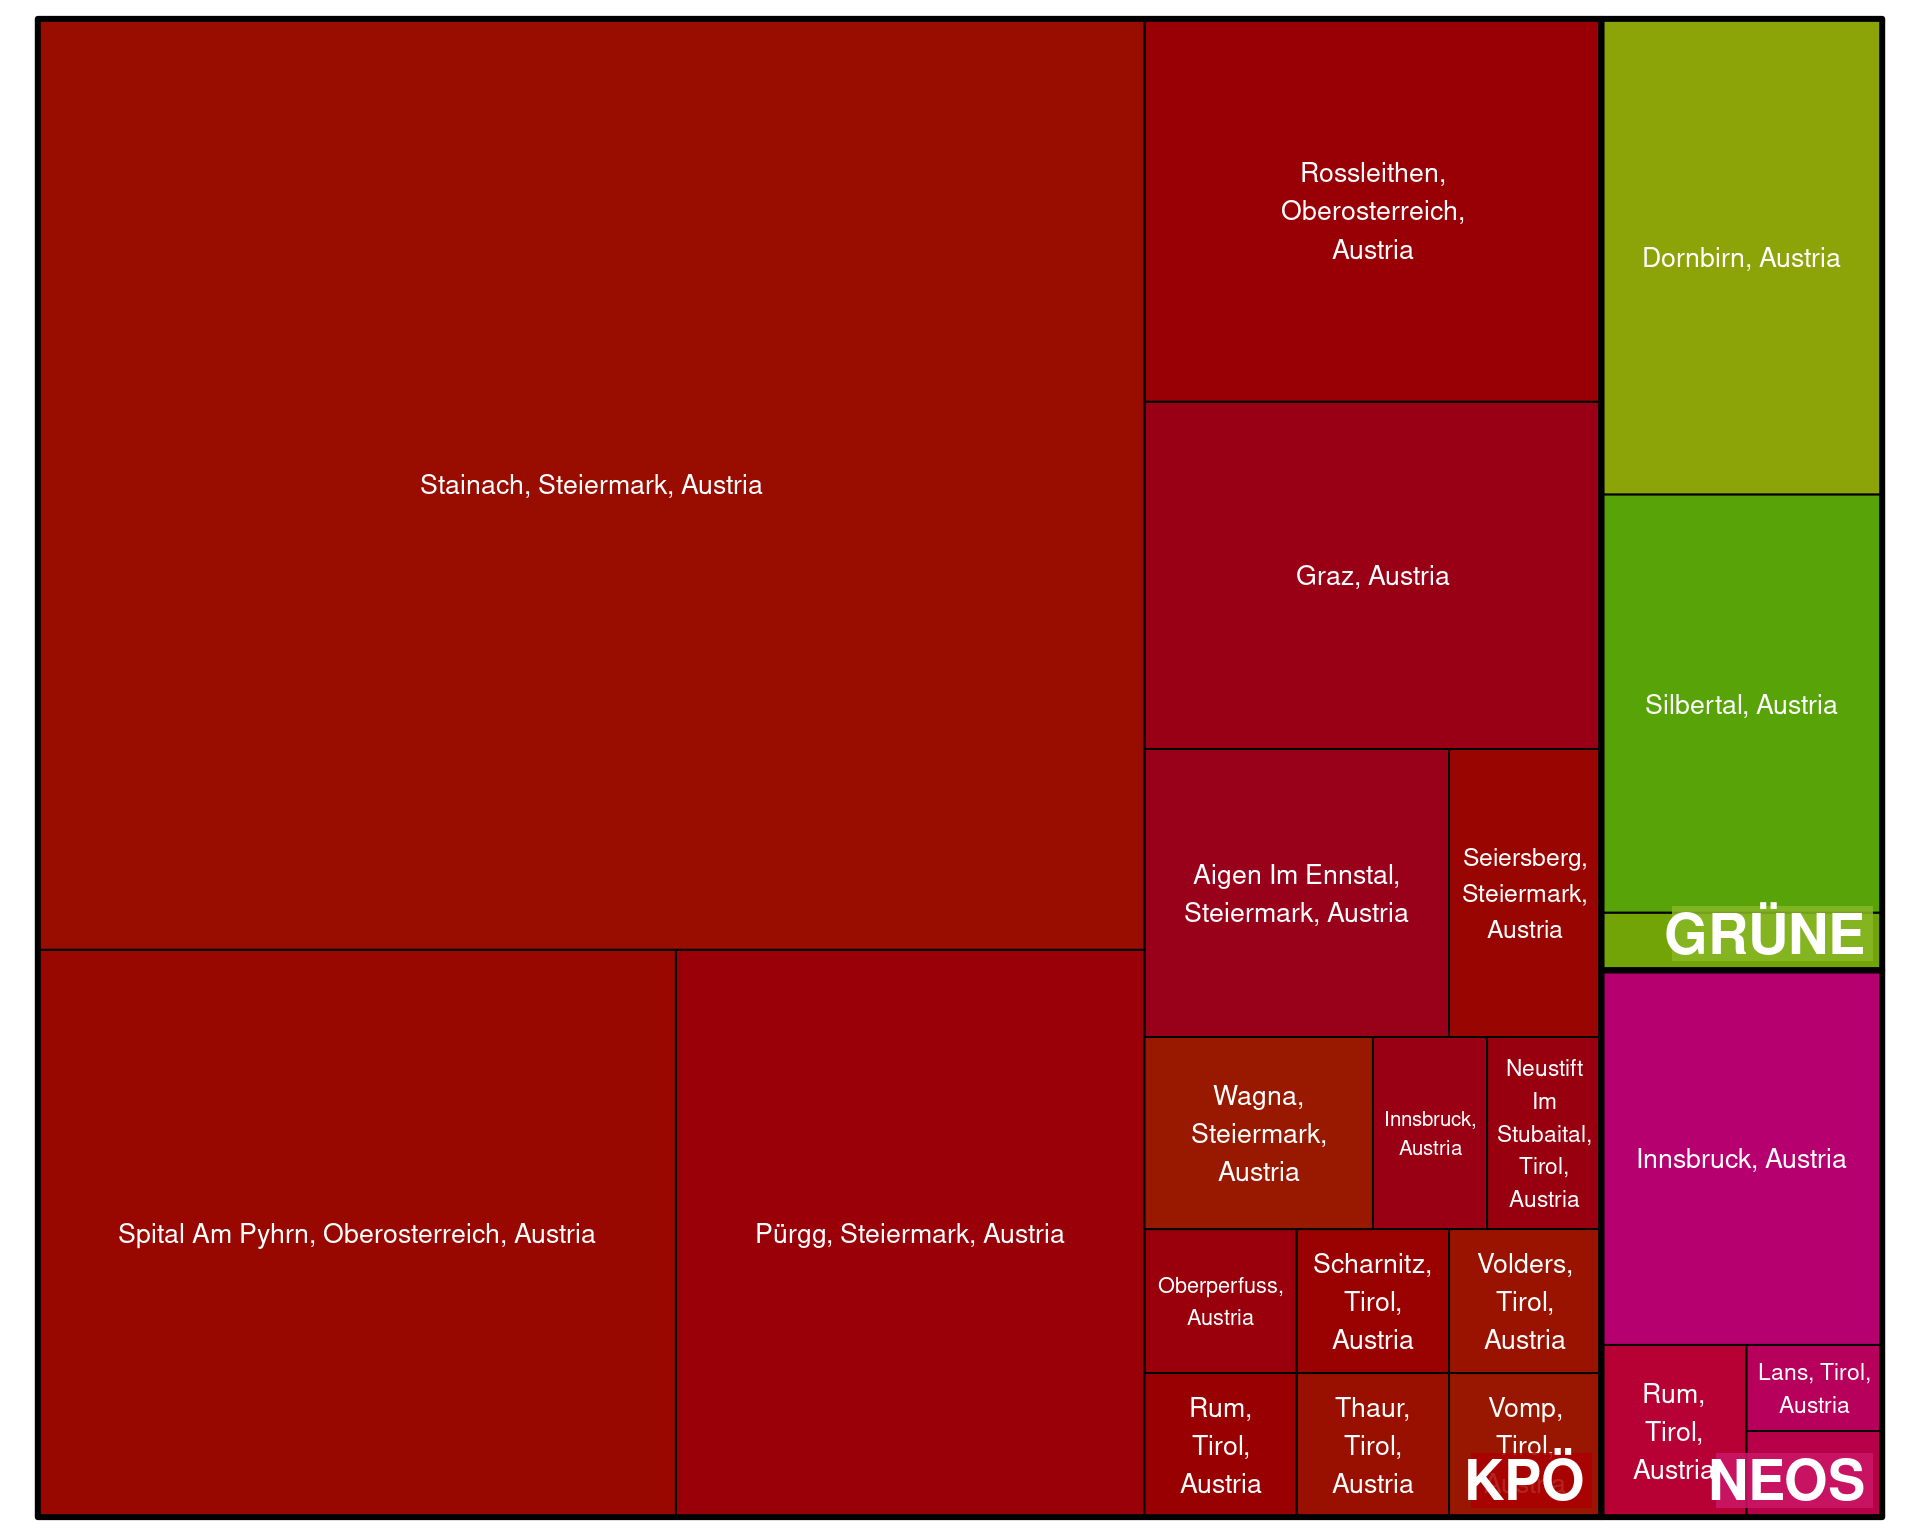 Stainach, Steiermark, Austria
Spital Am Pyhrn, Oberosterreich, Austria
Pürgg, Steiermark, Austria
Rossleithen,
Oberosterreich,
Austria
Graz, Austria
Aigen Im Ennstal,
Steiermark, Austria
Seiersberg,
Steiermark,
Austria
Wagna,
Steiermark,
Austria
Innsbruck,
Austria
Neustift
Im
Stubaital,
Tirol,
Austria
Oberperfuss,
Austria
Scharnitz,
Tirol,
Austria
Volders,
Tirol,
Austria
Rum,
Tirol,
Austria
Thaur,
Tirol,
Austria
Vomp,
Tirol,
Austria
KPÖ
Dornbirn, Austria
Silbertal, Austria
GRÜNE
Innsbruck, Austria
Rum,
Tirol,
Austria
Lans, Tirol,
Austria
NEOS